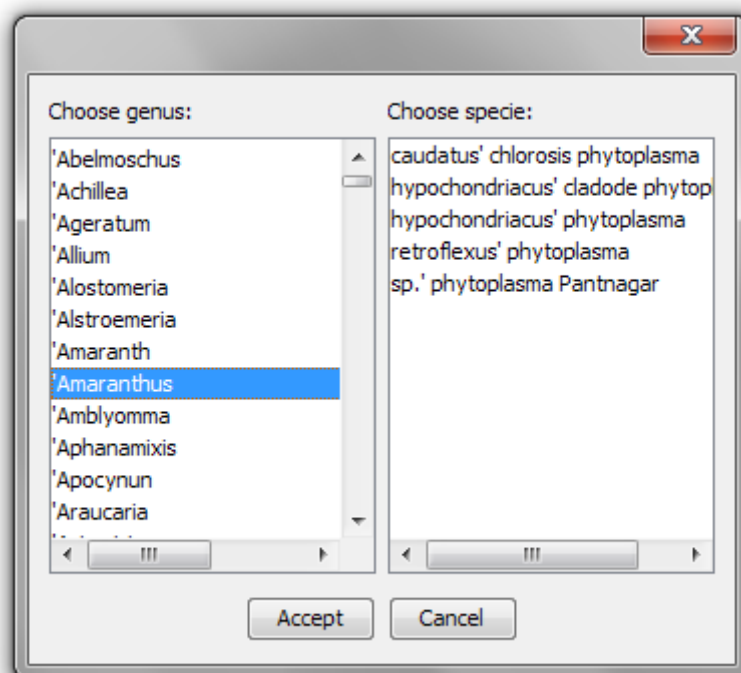 Choose genus:
'Abelmoschus
'Achillea
'Ageratum
'Allium
'Alostomeria
'Alstroemeria
'Amaranth
'Amaranthus
'Amblyomma
'Aphanamixis
'Apocynun
'Araucaria
Choose specie:
caudatus' chlorosis phytoplasma
hypochondriacus' cladode phytopl
hypochondriacus' phytoplasma
retroflexus' phytoplasma
sp.' phytoplasma Pantnagar
Accept
Cancel